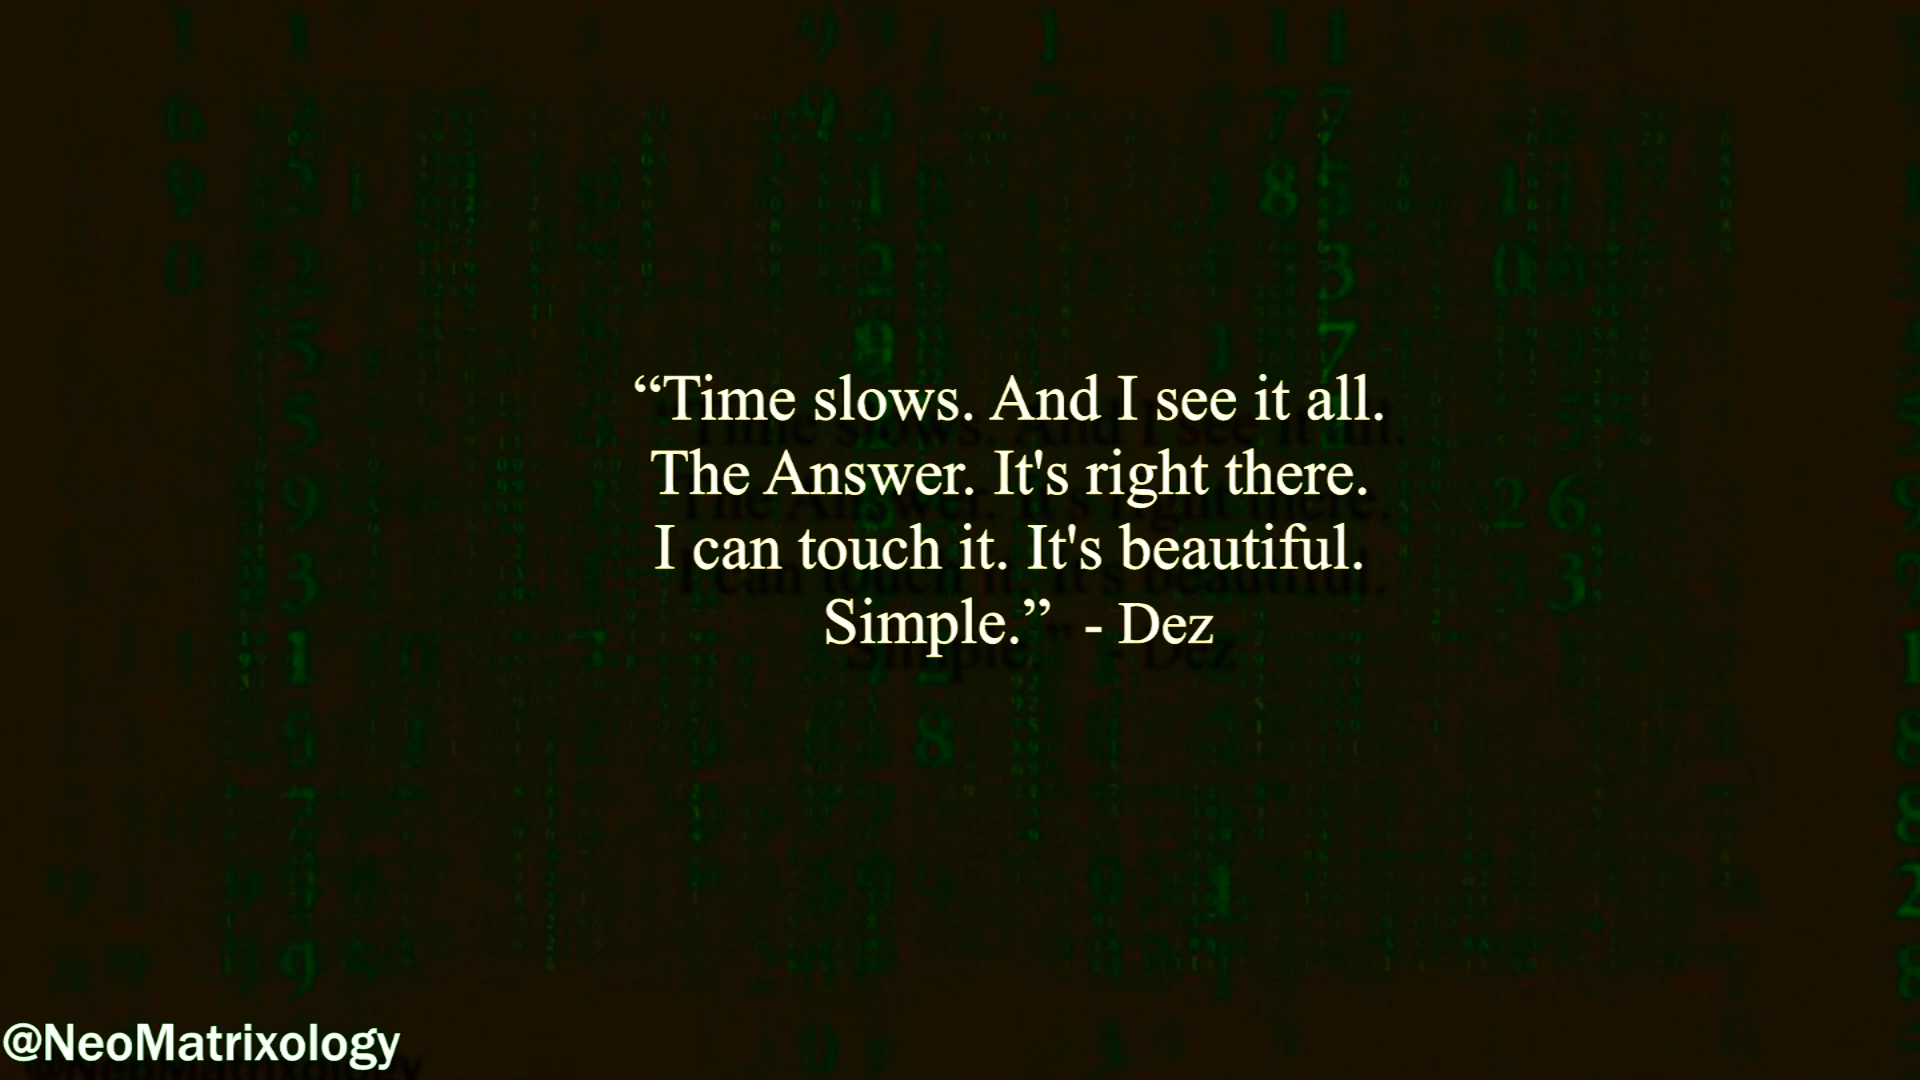 “Time slows. And I see it all.
The Answer. It's right there.
I can touch it. It's beautiful.
Simple.” - Dez
@NeoMatrixology